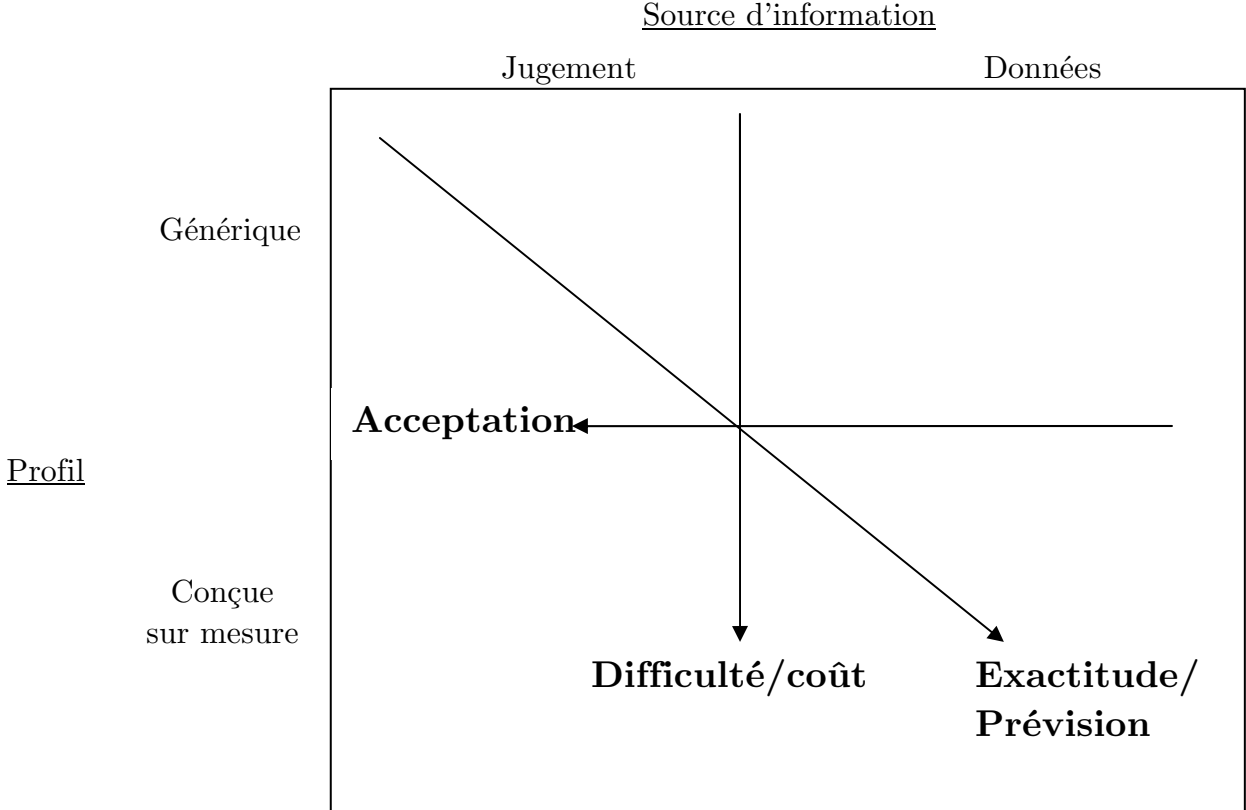 Source d'information
Jugement Données
Générique
Acceptation
Profil
Conçue
sur mesure
Difficulté/coût Exactitude/
Prévision